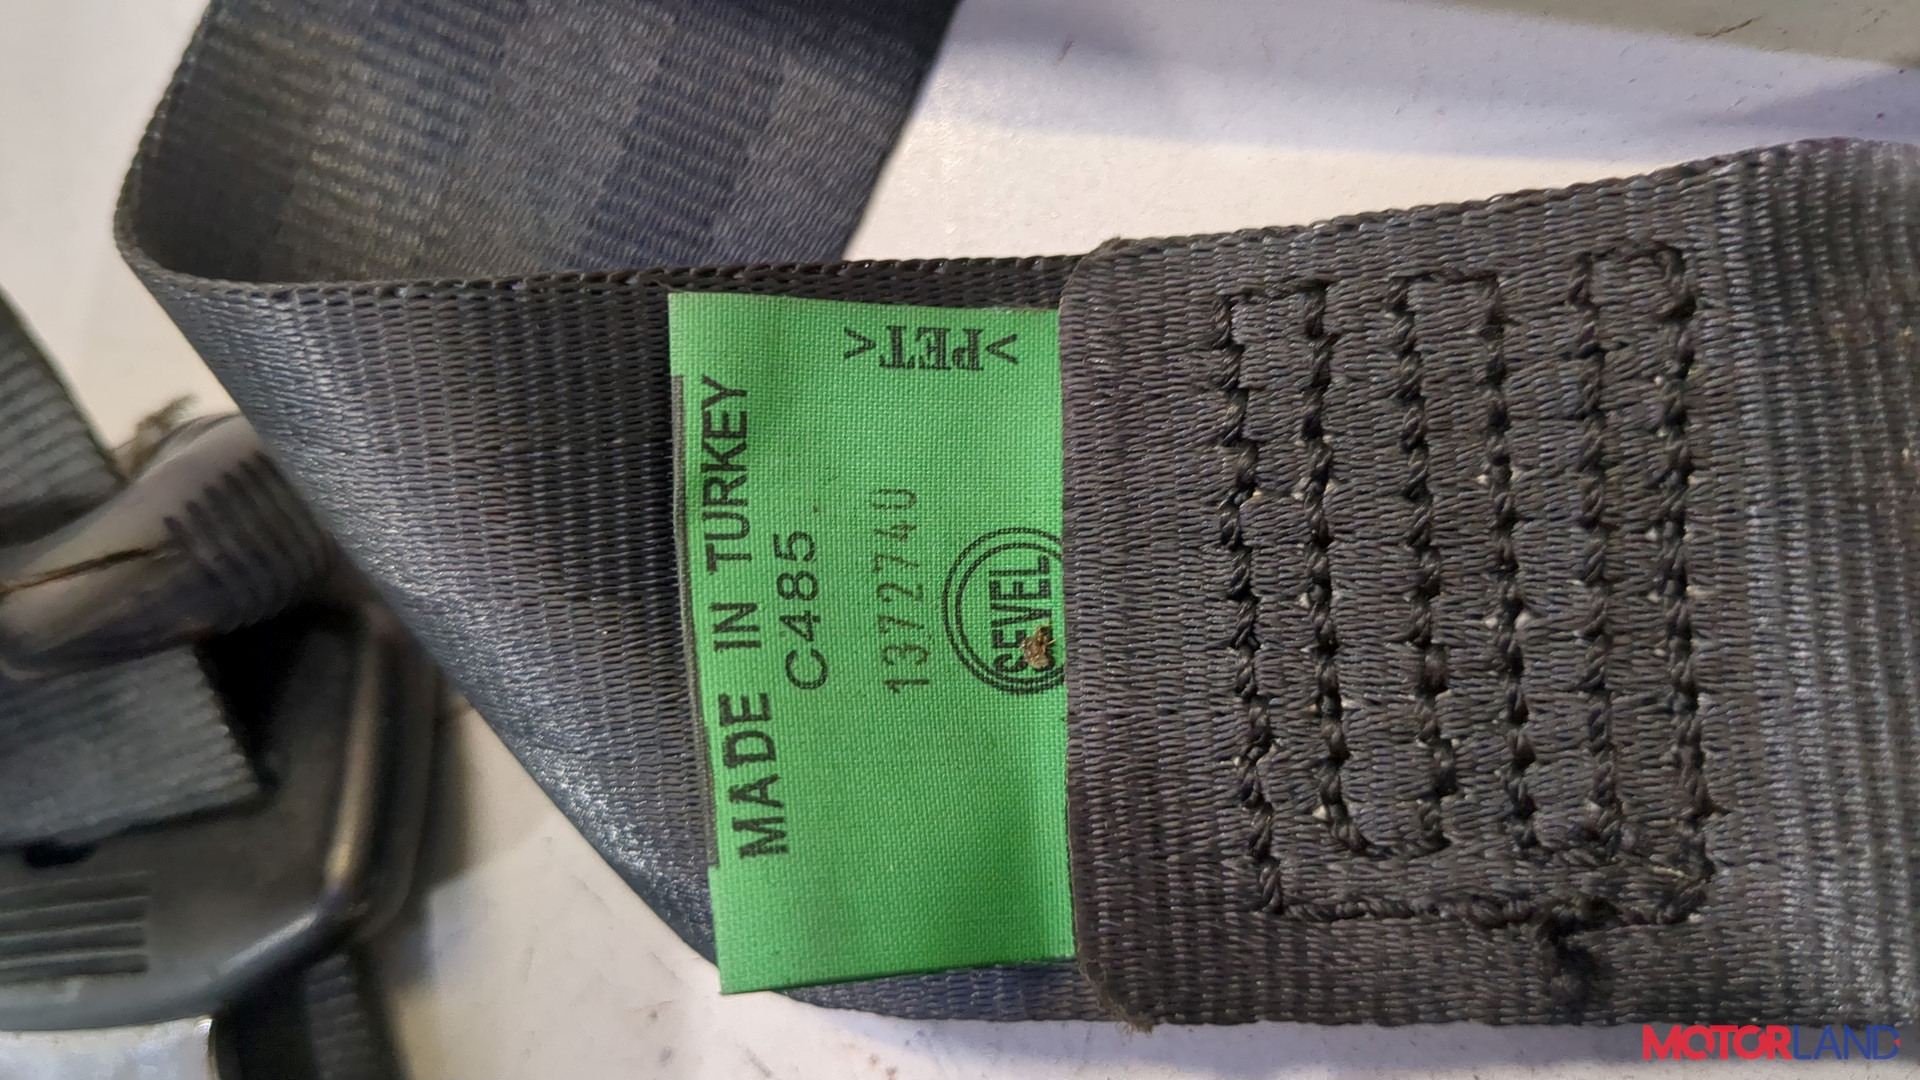 MADE IN TURKEY
C485
1372740
SEVEL
>PET<
MOTORLAND